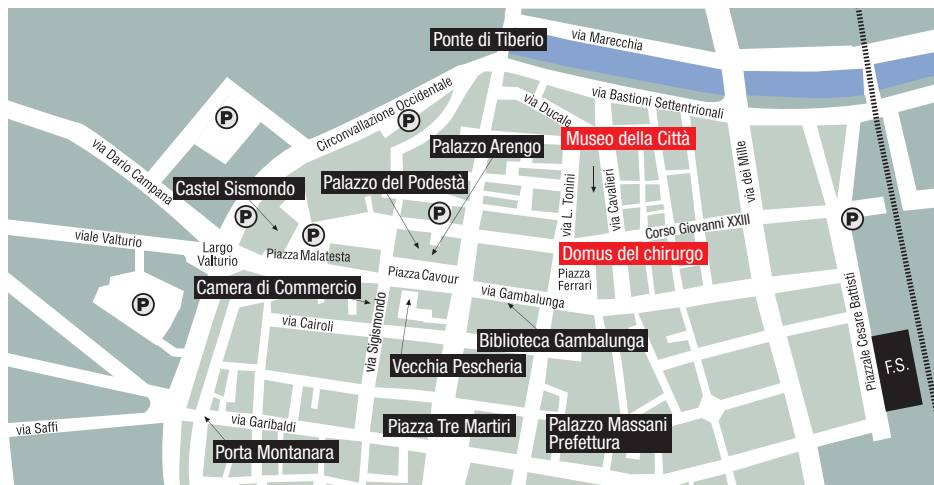 Ponte di Tiberio
via Marecchia
Circonvallazione Occidentale
via Ducale
via Bastioni Settentrionali
P
P
Palazzo Arengo
Museo della Città
via Dario Campana
via dei Mille
Castel Sismondo
Palazzo del Podestà
via L. Tonini
via Cavalieri
P
P
P
P
Corso Giovanni XXIII
viale Valturio
Largo
Valturio
Piazza Malatesta
Domus del chirurgo
Piazza
Ferrari
Piazza Cavour
Camera di Commercio
via Gambalunga
P
via Cairoli
via Sigismondo
Biblioteca Gambalunga
Vecchia Pescheria
Piazzale Cesare Battisti
F.S.
via Saffi
via Garibaldi
Piazza Tre Martiri
Palazzo Massani
Prefettura
Porta Montanara